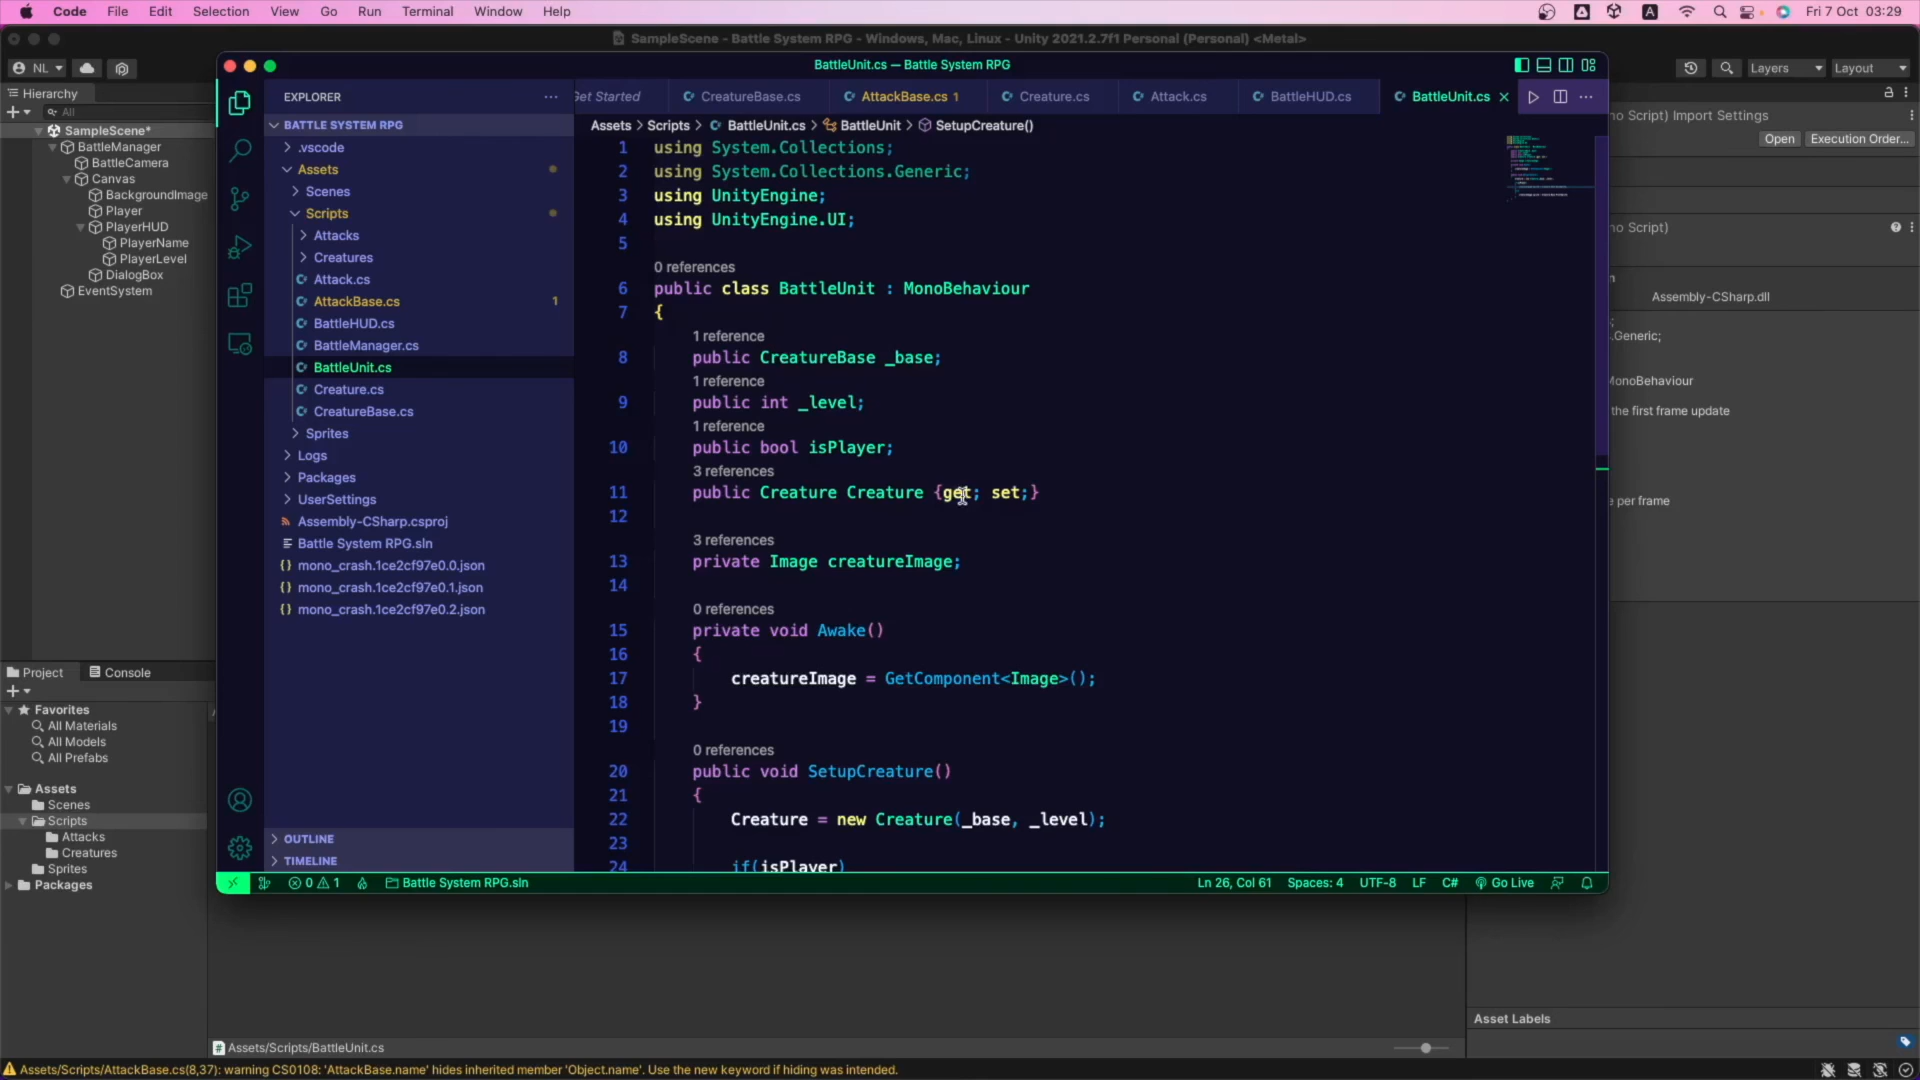 Code File Edit Selection View Go Run Terminal Window Help
A
Fri 7 Oct 03:29
SampleScene - Battle System RPG - Windows, Mac, Linux - Unity 2021.2.7f1 Personal (Personal) <Metal>
NL
Layers
Layout
Hierarchy
All
SampleScene*
BattleManager
BattleCamera
Canvas
BackgroundImage
Player
PlayerHUD
PlayerName
PlayerLevel
DialogBox
EventSystem
BattleUnit.cs — Battle System RPG
EXPLORER
BATTLE SYSTEM RPG
.vscode
Assets
Scenes
Scripts
Attacks
Creatures
Attack.cs
AttackBase.cs 1
BattleHUD.cs
BattleManager.cs
BattleUnit.cs
Creature.cs
CreatureBase.cs
Sprites
Logs
Packages
UserSettings
Assembly-CSharp.csproj
Battle System RPG.sln
mono_crash.1ce2cf97e0.0.json
mono_crash.1ce2cf97e0.1.json
mono_crash.1ce2cf97e0.2.json
OUTLINE
TIMELINE
Get Started CreatureBase.cs AttackBase.cs 1 Creature.cs Attack.cs BattleHUD.cs BattleUnit.cs
Assets > Scripts > BattleUnit.cs > BattleUnit > SetupCreature()
1 using System.Collections;
2 using System.Collections.Generic;
3 using UnityEngine;
4 using UnityEngine.UI;
5
0 references
6 public class BattleUnit : MonoBehaviour
7 {
1 reference
8 public CreatureBase _base;
1 reference
9 public int _level;
1 reference
10 public bool isPlayer;
3 references
11 public Creature Creature {get; set;}
12
3 references
13 private Image creatureImage;
14
0 references
15 private void Awake()
16 {
17 creatureImage = GetComponent<Image>();
18 }
19
0 references
20 public void SetupCreature()
21 {
22 Creature = new Creature(_base, _level);
23
24 if(isPlayer)
0 1
Battle System RPG.sln
Ln 26, Col 61 Spaces: 4 UTF-8 LF C# Go Live
no Script) Import Settings
Open
Execution Order...
no Script)
Assembly-CSharp.dll
.Generic;
MonoBehaviour
the first frame update
e per frame
Asset Labels
Project
Console
Favorites
All Materials
All Models
All Prefabs
Assets
Scenes
Scripts
Attacks
Creatures
Sprites
Packages
Assets/Scripts/BattleUnit.cs
Assets/Scripts/AttackBase.cs(8,37): warning CS0108: 'AttackBase.name' hides inherited member 'Object.name'. Use the new keyword if hiding was intended.